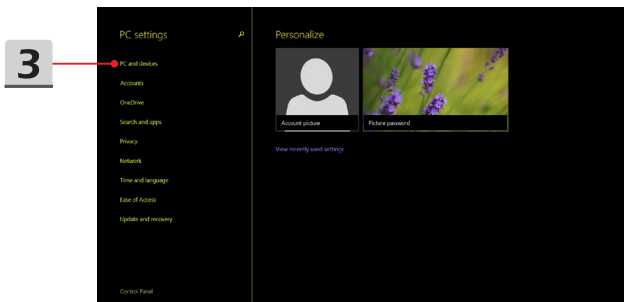 PC settings
Personalize
3
PC and devices
Accounts
OneDrive
Search and apps
Privacy
Network
Time and language
Ease of Access
Update and recovery
Control Panel
Account picture
Picture password
View recently used settings